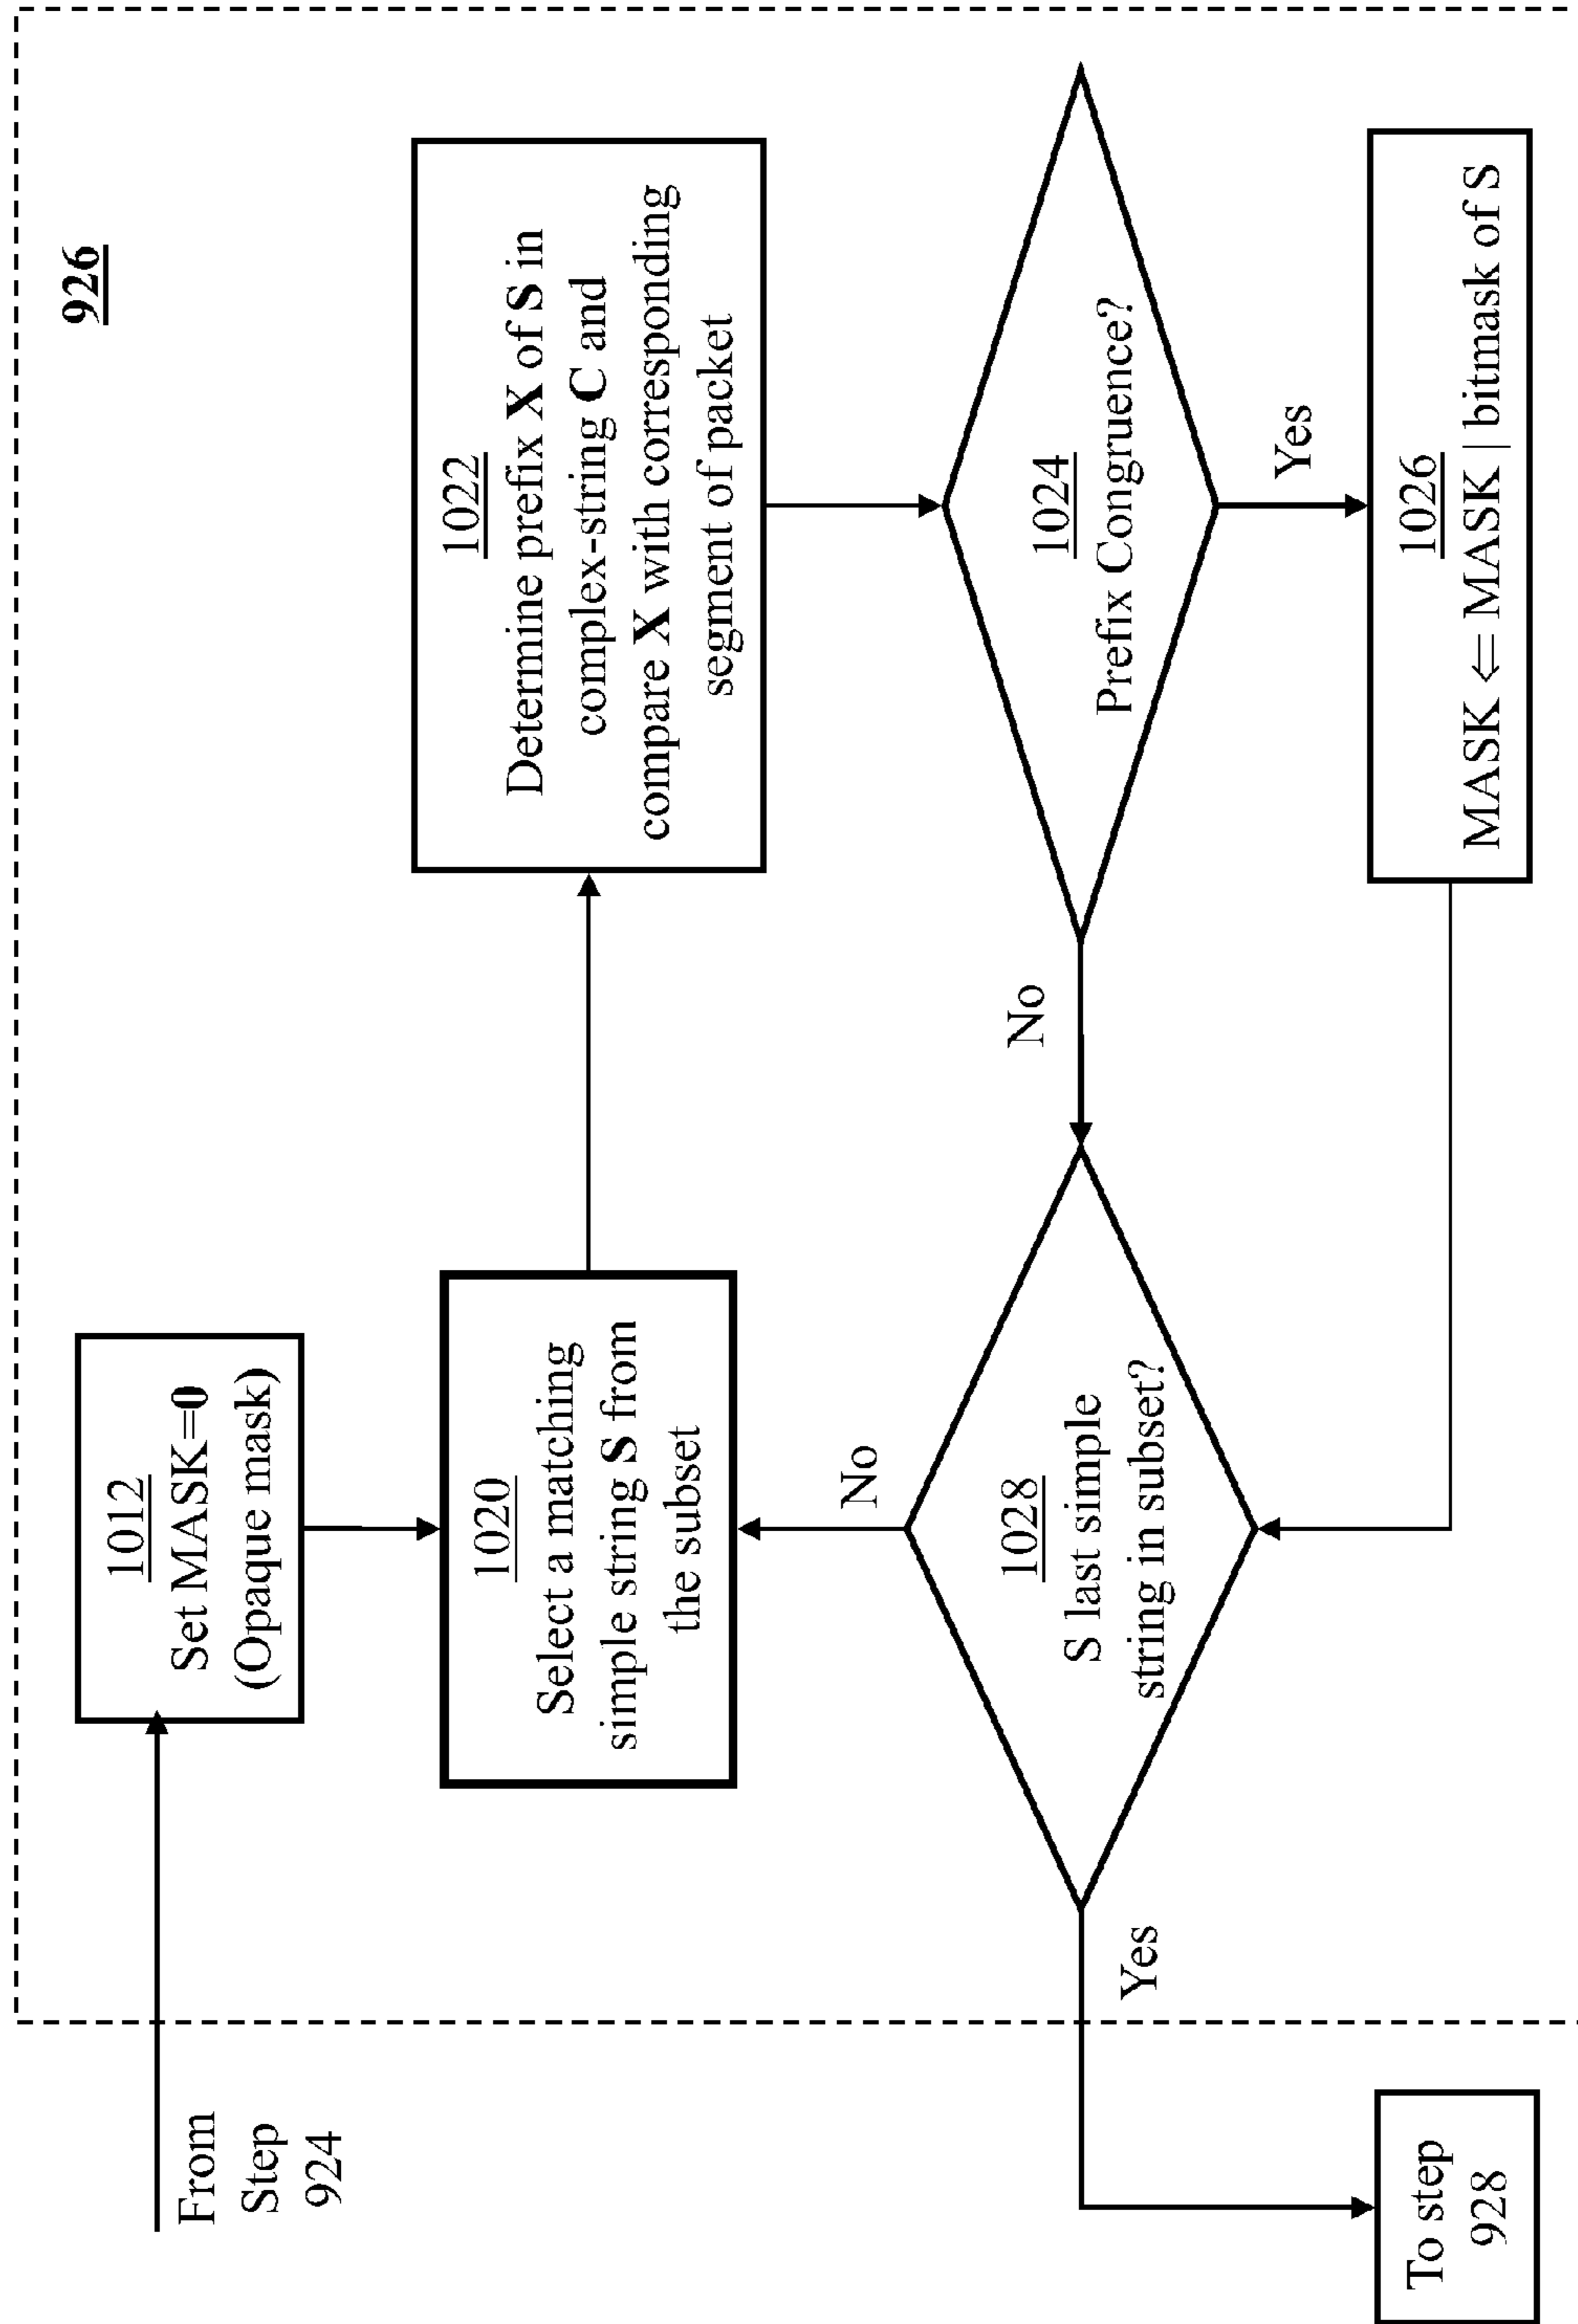 926
From
Step
924
1012
Set MASK=0
(Opaque mask)
1020
Select a matching
simple string S from
the subset
1022
Determine prefix X of S in
complex-string C and
compare X with corresponding
segment of packet
1024
Prefix Congruence?
No
Yes
1026
MASK ⇐ MASK | bitmask of S
1028
S last simple
string in subset?
No
Yes
To step
928